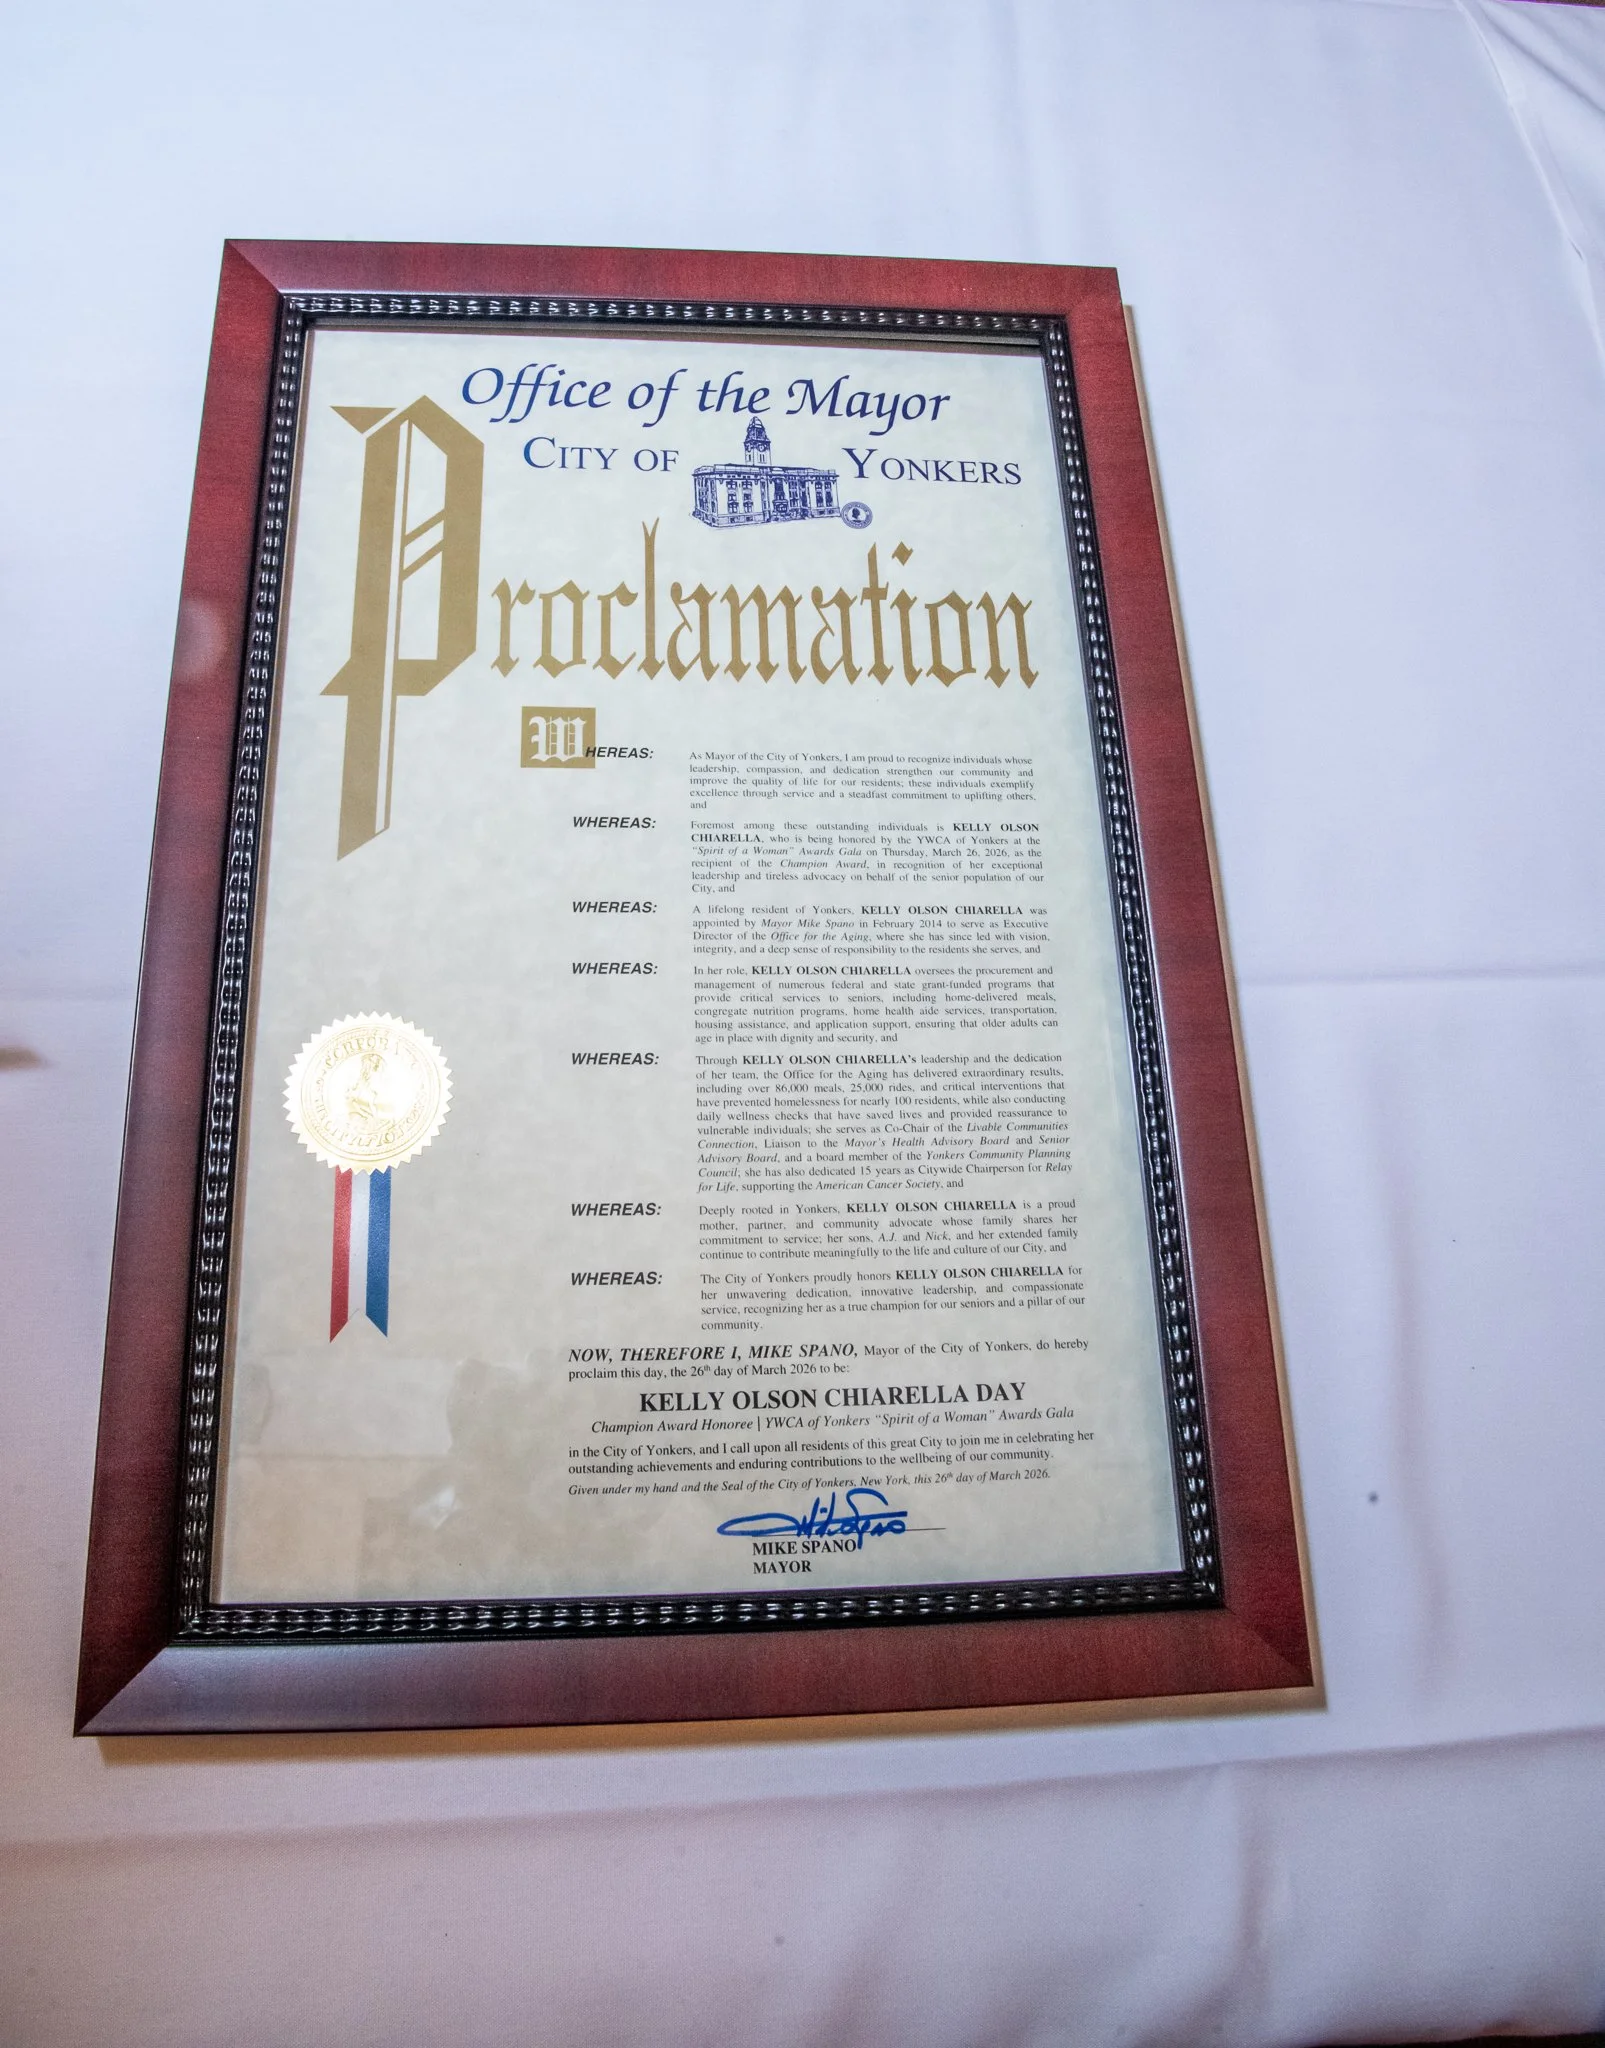 Office of the Mayor
CITY OF YONKERS
Proclamation
WHEREAS: As Mayor of the City of Yonkers, I am proud to recognize individuals whose
leadership, compassion, and dedication strengthen our community and
improve the quality of life for our residents; these individuals exemplify
excellence through service and a steadfast commitment to uplifting others,
and
WHEREAS: Foremost among these outstanding individuals is KELLY OLSON
CHIARELLA, who is being honored by the YWCA of Yonkers at the
"Spirit of a Woman" Awards Gala on Thursday, March 26, 2026, as the
recipient of the Champion Award, in recognition of her exceptional
leadership and tireless advocacy on behalf of the senior population of our
City, and
WHEREAS: A lifelong resident of Yonkers, KELLY OLSON CHIARELLA was
appointed by Mayor Mike Spano in February 2014 to serve as Executive
Director of the Office for the Aging, where she has since led with vision,
integrity, and a deep sense of responsibility to the residents she serves, and
WHEREAS: In her role, KELLY OLSON CHIARELLA oversees the procurement and
management of numerous federal and state grant-funded programs that
provide critical services to seniors, including home-delivered meals,
congregate nutrition programs, home health aide services, transportation,
housing assistance, and application support, ensuring that older adults can
age in place with dignity and security, and
WHEREAS: Through KELLY OLSON CHIARELLA's leadership and the dedication
of her team, the Office for the Aging has delivered extraordinary results,
including over 86,000 meals, 25,000 rides, and critical interventions that
have prevented homelessness for nearly 100 residents, while also conducting
daily wellness checks that have saved lives and provided reassurance to
vulnerable individuals; she serves as Co-Chair of the Livable Communities
Connection, Liaison to the Mayor's Health Advisory Board and Senior
Advisory Board, and a board member of the Yonkers Community Planning
Council; she has also dedicated 15 years as Citywide Chairperson for Relay
for Life, supporting the American Cancer Society, and
WHEREAS: Deeply rooted in Yonkers, KELLY OLSON CHIARELLA is a proud
mother, partner, and community advocate whose family shares her
commitment to service; her sons, A.J. and Nick, and her extended family
continue to contribute meaningfully to the life and culture of our City, and
WHEREAS: The City of Yonkers proudly honors KELLY OLSON CHIARELLA for
her unwavering dedication, innovative leadership, and compassionate
service, recognizing her as a true champion for our seniors and a pillar of our
community.
NOW, THEREFORE I, MIKE SPANO, Mayor of the City of Yonkers, do hereby
proclaim this day, the 26th day of March 2026 to be:
KELLY OLSON CHIARELLA DAY
Champion Award Honoree | YWCA of Yonkers "Spirit of a Woman" Awards Gala
in the City of Yonkers, and I call upon all residents of this great City to join me in celebrating her
outstanding achievements and enduring contributions to the wellbeing of our community.
Given under my hand and the Seal of the City of Yonkers, New York, this 26th day of March 2026.
Mike Spano
MIKE SPANO
MAYOR